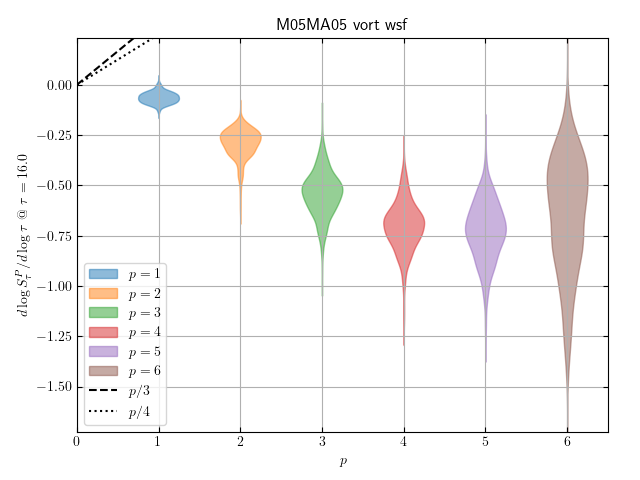 M05MA05 vort wsf
d log S_τ^p / d log τ @ τ = 16.0
0.00
−0.25
−0.50
−0.75
−1.00
−1.25
−1.50
p = 1
p = 2
p = 3
p = 4
p = 5
p = 6
p/3
p/4
0 1 2 3 4 5 6
p